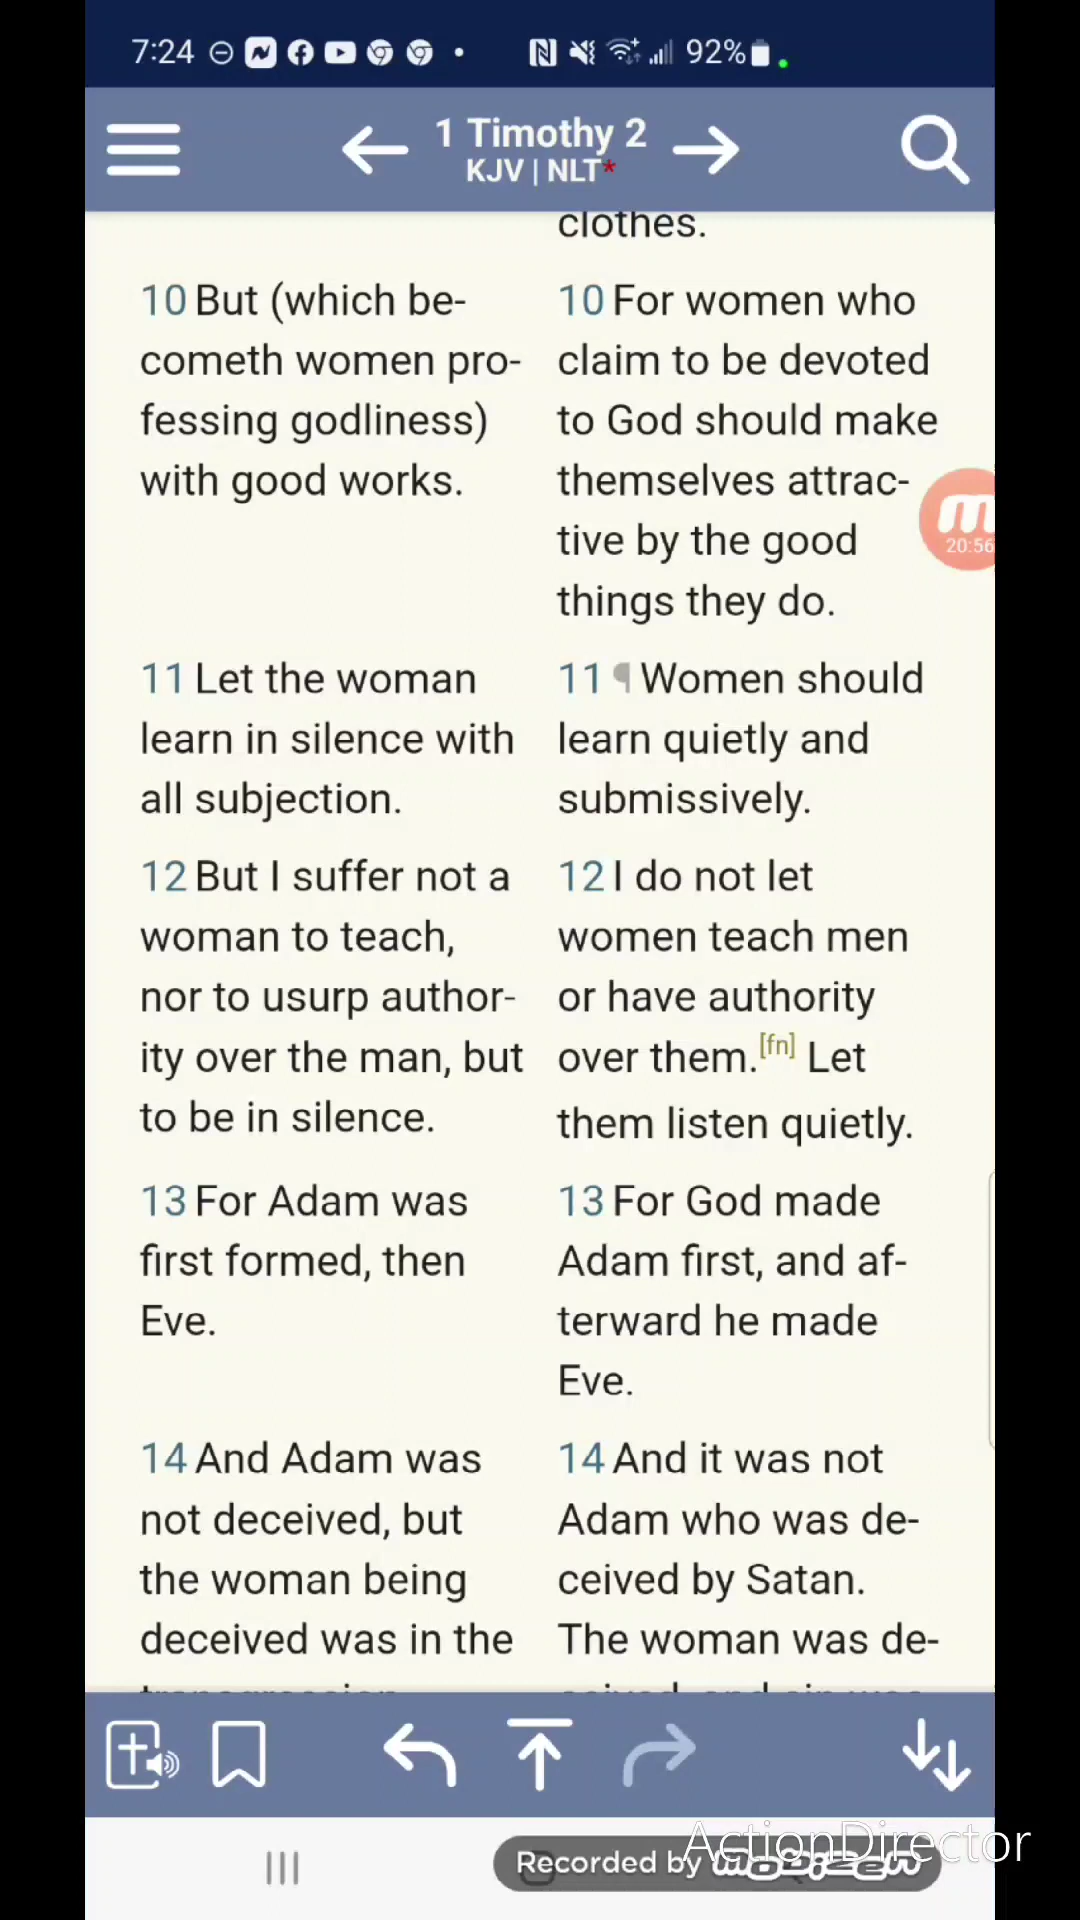 7:24
92%
1 Timothy 2
KJV | NLT*
clothes.
10 But (which be-
cometh women pro-
fessing godliness)
with good works.
10 For women who
claim to be devoted
to God should make
themselves attrac-
tive by the good
things they do.
20:56
11 Let the woman
learn in silence with
all subjection.
11 ¶ Women should
learn quietly and
submissively.
12 But I suffer not a
woman to teach,
nor to usurp author-
ity over the man, but
to be in silence.
12 I do not let
women teach men
or have authority
over them.[fn] Let
them listen quietly.
13 For Adam was
first formed, then
Eve.
13 For God made
Adam first, and af-
terward he made
Eve.
14 And Adam was
not deceived, but
the woman being
deceived was in the
14 And it was not
Adam who was de-
ceived by Satan.
The woman was de-
ActionDirector
Recorded by mobizen